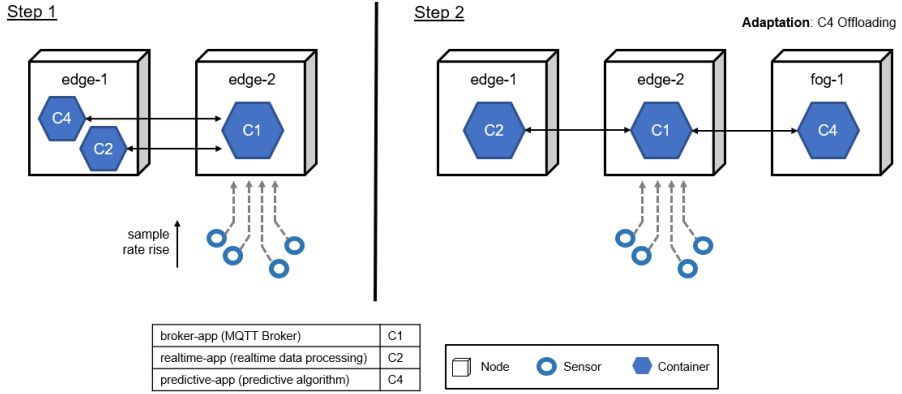 Step 1
Step 2
Adaptation: C4 Offloading
edge-1
edge-2
edge-1
edge-2
fog-1
C4
C2
C1
C2
C1
C4
sample
rate rise
broker-app (MQTT Broker) C1
realtime-app (realtime data processing) C2
predictive-app (predictive algorithm) C4
Node
Sensor
Container